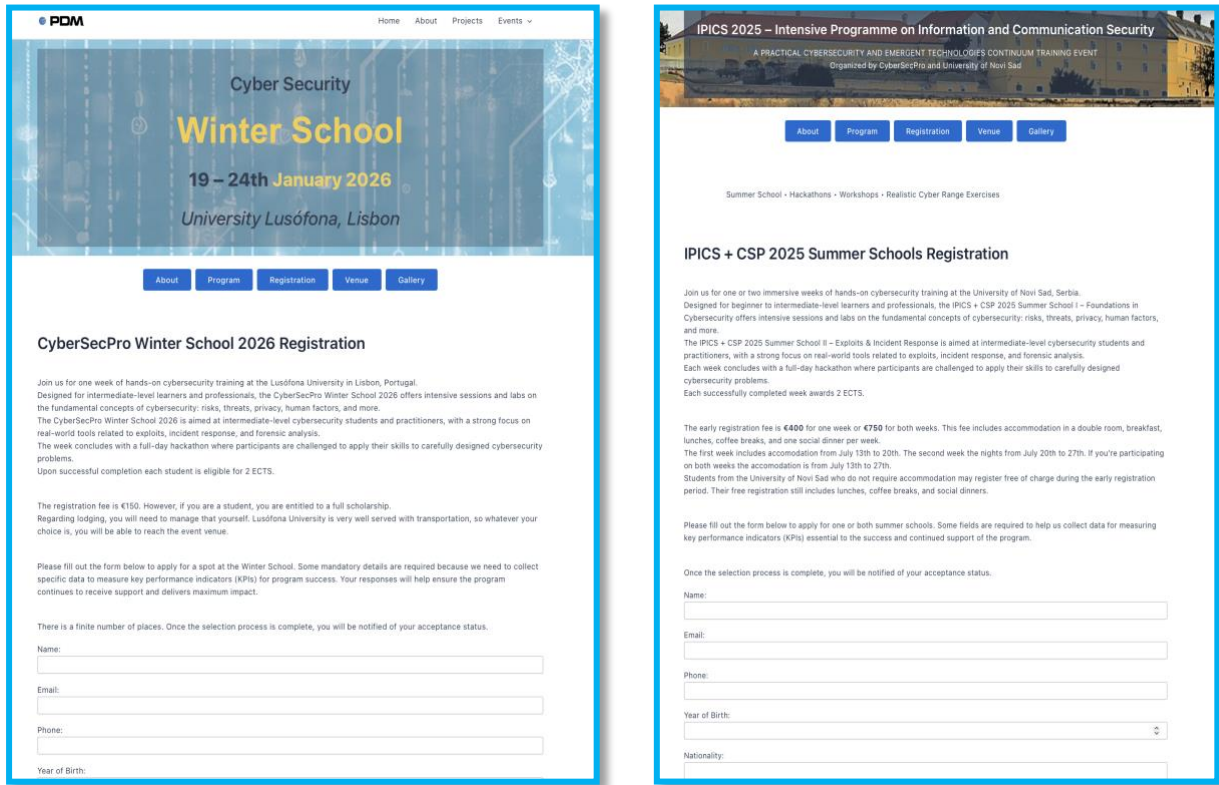 PDM
Home About Projects Events
Cyber Security
Winter School
19 – 24th January 2026
University Lusófona, Lisbon
About Program Registration Venue Gallery
CyberSecPro Winter School 2026 Registration
Join us for one week of hands-on cybersecurity training at the Lusófona University in Lisbon, Portugal.
Designed for intermediate-level learners and professionals, the CyberSecPro Winter School 2026 offers intensive sessions and labs on
the fundamental concepts of cybersecurity: risks, threats, privacy, human factors, and more.
The CyberSecPro Winter School 2026 is aimed at intermediate-level cybersecurity students and practitioners, with a strong focus on
real-world tools related to exploits, incident response, and forensic analysis.
The week concludes with a full-day hackathon where participants are challenged to apply their skills to carefully designed cybersecurity
problems.
Upon successful completion each student is eligible for 2 ECTS.
The registration fee is €150. However, if you are a student, you are entitled to a full scholarship.
Regarding lodging, you will need to manage that yourself. Lusófona University is very well served with transportation, so whatever your
choice is, you will be able to reach the event venue.
Please fill out the form below to apply for a spot at the Winter School. Some mandatory details are required because we need to collect
specific data to measure key performance indicators (KPIs) for program success. Your responses will help ensure the program
continues to receive support and delivers maximum impact.
There is a finite number of places. Once the selection process is complete, you will be notified of your acceptance status.
Name:
Email:
Phone:
Year of Birth:
IPICS 2025 – Intensive Programme on Information and Communication Security
A PRACTICAL CYBERSECURITY AND EMERGENT TECHNOLOGIES CONTINUUM TRAINING EVENT
Organized by CyberSecPro and University of Novi Sad
About Program Registration Venue Gallery
Summer School • Hackathons • Workshops • Realistic Cyber Range Exercises
IPICS + CSP 2025 Summer Schools Registration
Join us for one or two immersive weeks of hands-on cybersecurity training at the University of Novi Sad, Serbia.
Designed for beginner to intermediate-level learners and professionals, the IPICS + CSP 2025 Summer School I – Foundations in
Cybersecurity offers intensive sessions and labs on the fundamental concepts of cybersecurity: risks, threats, privacy, human factors,
and more.
The IPICS + CSP 2025 Summer School II – Exploits & Incident Response is aimed at intermediate-level cybersecurity students and
practitioners, with a strong focus on real-world tools related to exploits, incident response, and forensic analysis.
Each week concludes with a full-day hackathon where participants are challenged to apply their skills to carefully designed
cybersecurity problems.
Each successfully completed week awards 2 ECTS.
The early registration fee is €400 for one week or €750 for both weeks. This fee includes accommodation in a double room, breakfast,
lunches, coffee breaks, and one social dinner per week.
The first week includes accomodation from July 13th to 20th. The second week the nights from July 20th to 27th. If you're participating
on both weeks the accomodation is from July 13th to 27th.
Students from the University of Novi Sad who do not require accommodation may register free of charge during the early registration
period. Their free registration still includes lunches, coffee breaks, and social dinners.
Please fill out the form below to apply for one or both summer schools. Some fields are required to help us collect data for measuring
key performance indicators (KPIs) essential to the success and continued support of the program.
Once the selection process is complete, you will be notified of your acceptance status.
Name:
Email:
Phone:
Year of Birth:
Nationality: